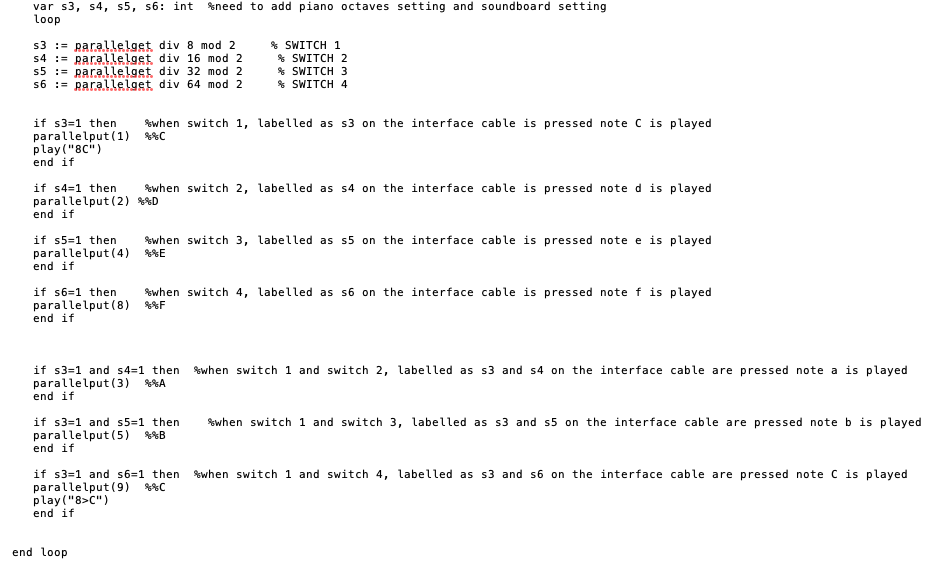 var s3, s4, s5, s6: int  %need to add piano octaves setting and soundboard setting
loop
s3 := parallelget div 8 mod 2     % SWITCH 1
s4 := parallelget div 16 mod 2     % SWITCH 2
s5 := parallelget div 32 mod 2     % SWITCH 3
s6 := parallelget div 64 mod 2     % SWITCH 4
if s3=1 then    %when switch 1, labelled as s3 on the interface cable is pressed note C is played
parallelput(1)  %%C
play("8C")
end if
if s4=1 then    %when switch 2, labelled as s4 on the interface cable is pressed note d is played
parallelput(2) %%D
end if
if s5=1 then    %when switch 3, labelled as s5 on the interface cable is pressed note e is played
parallelput(4)  %%E
end if
if s6=1 then    %when switch 4, labelled as s6 on the interface cable is pressed note f is played
parallelput(8)  %%F
end if
if s3=1 and s4=1 then  %when switch 1 and switch 2, labelled as s3 and s4 on the interface cable are pressed note a is played
parallelput(3)  %%A
end if
if s3=1 and s5=1 then    %when switch 1 and switch 3, labelled as s3 and s5 on the interface cable are pressed note b is played
parallelput(5)  %%B
end if
if s3=1 and s6=1 then  %when switch 1 and switch 4, labelled as s3 and s6 on the interface cable are pressed note C is played
parallelput(9)  %%C
play("8>C")
end if
end loop